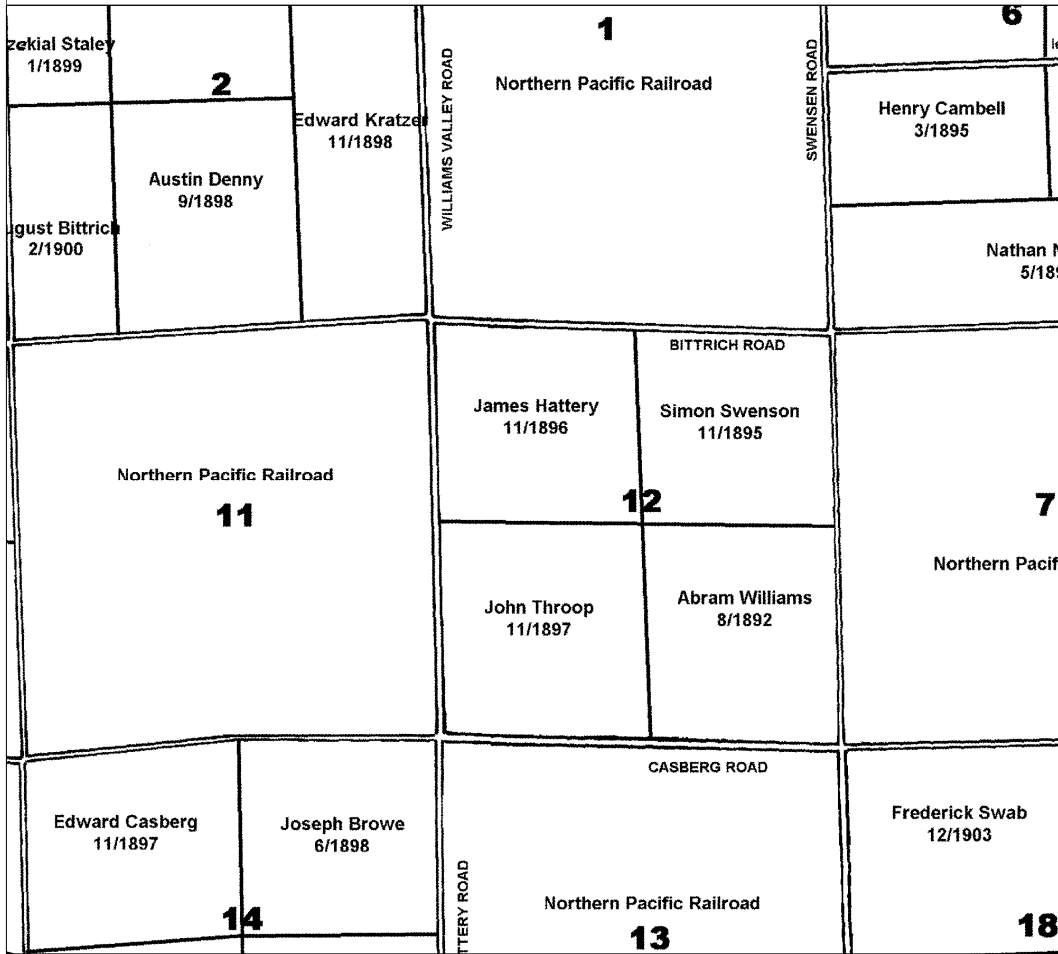 1
6
Northern Pacific Railroad
WILLIAMS VALLEY ROAD
SWENSEN ROAD
zekial Staley
1/1899
2
Edward Kratzer
11/1898
Austin Denny
9/1898
gust Bittrich
2/1900
Henry Cambell
3/1895
Nathan N
5/189
BITTRICH ROAD
James Hattery
11/1896
Simon Swenson
11/1895
Northern Pacific Railroad
11
12
7
Northern Pacif
John Throop
11/1897
Abram Williams
8/1892
CASBERG ROAD
Edward Casberg
11/1897
Joseph Browe
6/1898
14
TTERY ROAD
Northern Pacific Railroad
13
Frederick Swab
12/1903
18